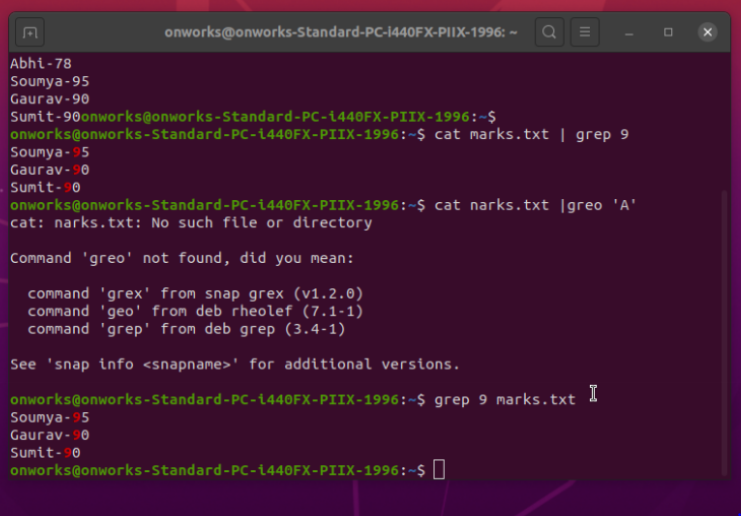 onworks@onworks-Standard-PC-i440FX-PIIX-1996: ~
Abhi-78
Soumya-95
Gaurav-90
Sumit-90onworks@onworks-Standard-PC-i440FX-PIIX-1996:~$
onworks@onworks-Standard-PC-i440FX-PIIX-1996:~$ cat marks.txt | grep 9
Soumya-95
Gaurav-90
Sumit-90
onworks@onworks-Standard-PC-i440FX-PIIX-1996:~$ cat narks.txt |greo 'A'
cat: narks.txt: No such file or directory
Command 'greo' not found, did you mean:
command 'grex' from snap grex (v1.2.0)
command 'geo' from deb rheolef (7.1-1)
command 'grep' from deb grep (3.4-1)
See 'snap info <snapname>' for additional versions.
onworks@onworks-Standard-PC-i440FX-PIIX-1996:~$ grep 9 marks.txt
Soumya-95
Gaurav-90
Sumit-90
onworks@onworks-Standard-PC-i440FX-PIIX-1996:~$